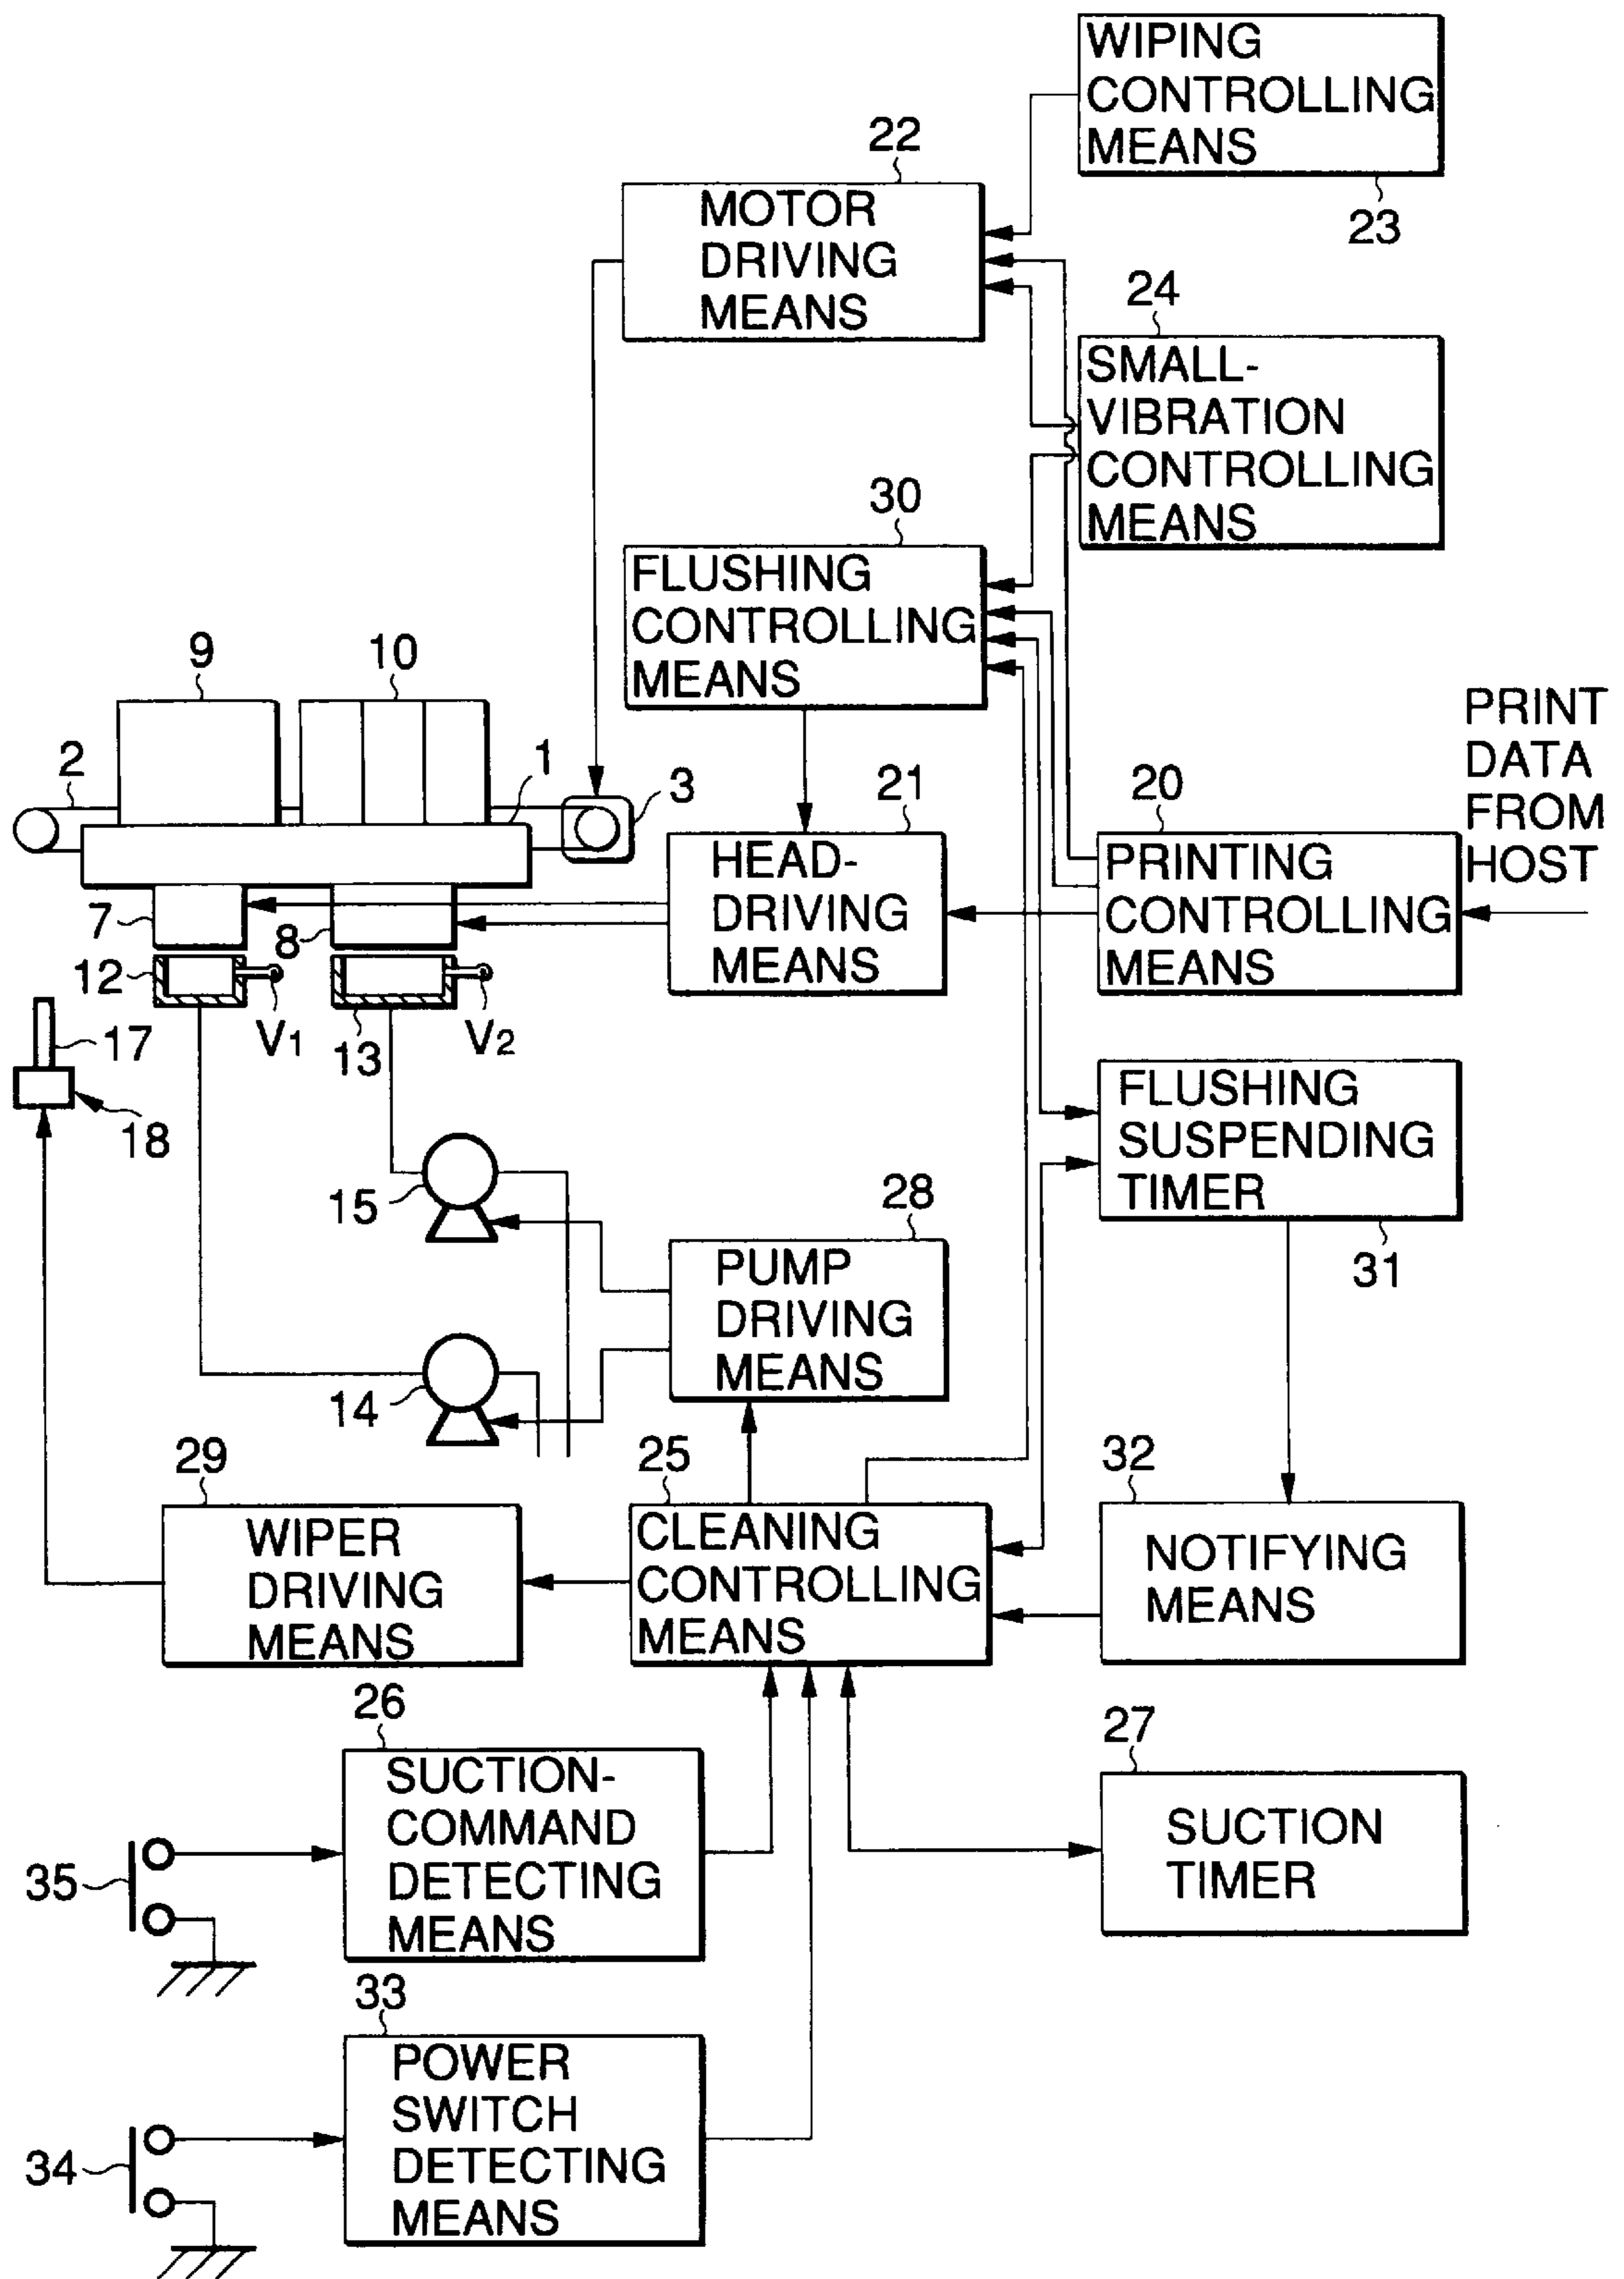 WIPING
CONTROLLING
MEANS
23
22
MOTOR
DRIVING
MEANS
24
SMALL-
VIBRATION
CONTROLLING
MEANS
30
FLUSHING
CONTROLLING
MEANS
9
10
2
1
3
7
8
12
13
V1
V2
17
18
21
HEAD-
DRIVING
MEANS
20
PRINTING
CONTROLLING
MEANS
PRINT
DATA
FROM
HOST
FLUSHING
SUSPENDING
TIMER
31
15
14
28
PUMP
DRIVING
MEANS
29
WIPER
DRIVING
MEANS
25
CLEANING
CONTROLLING
MEANS
32
NOTIFYING
MEANS
26
SUCTION-
COMMAND
DETECTING
MEANS
35
27
SUCTION
TIMER
33
POWER
SWITCH
DETECTING
MEANS
34